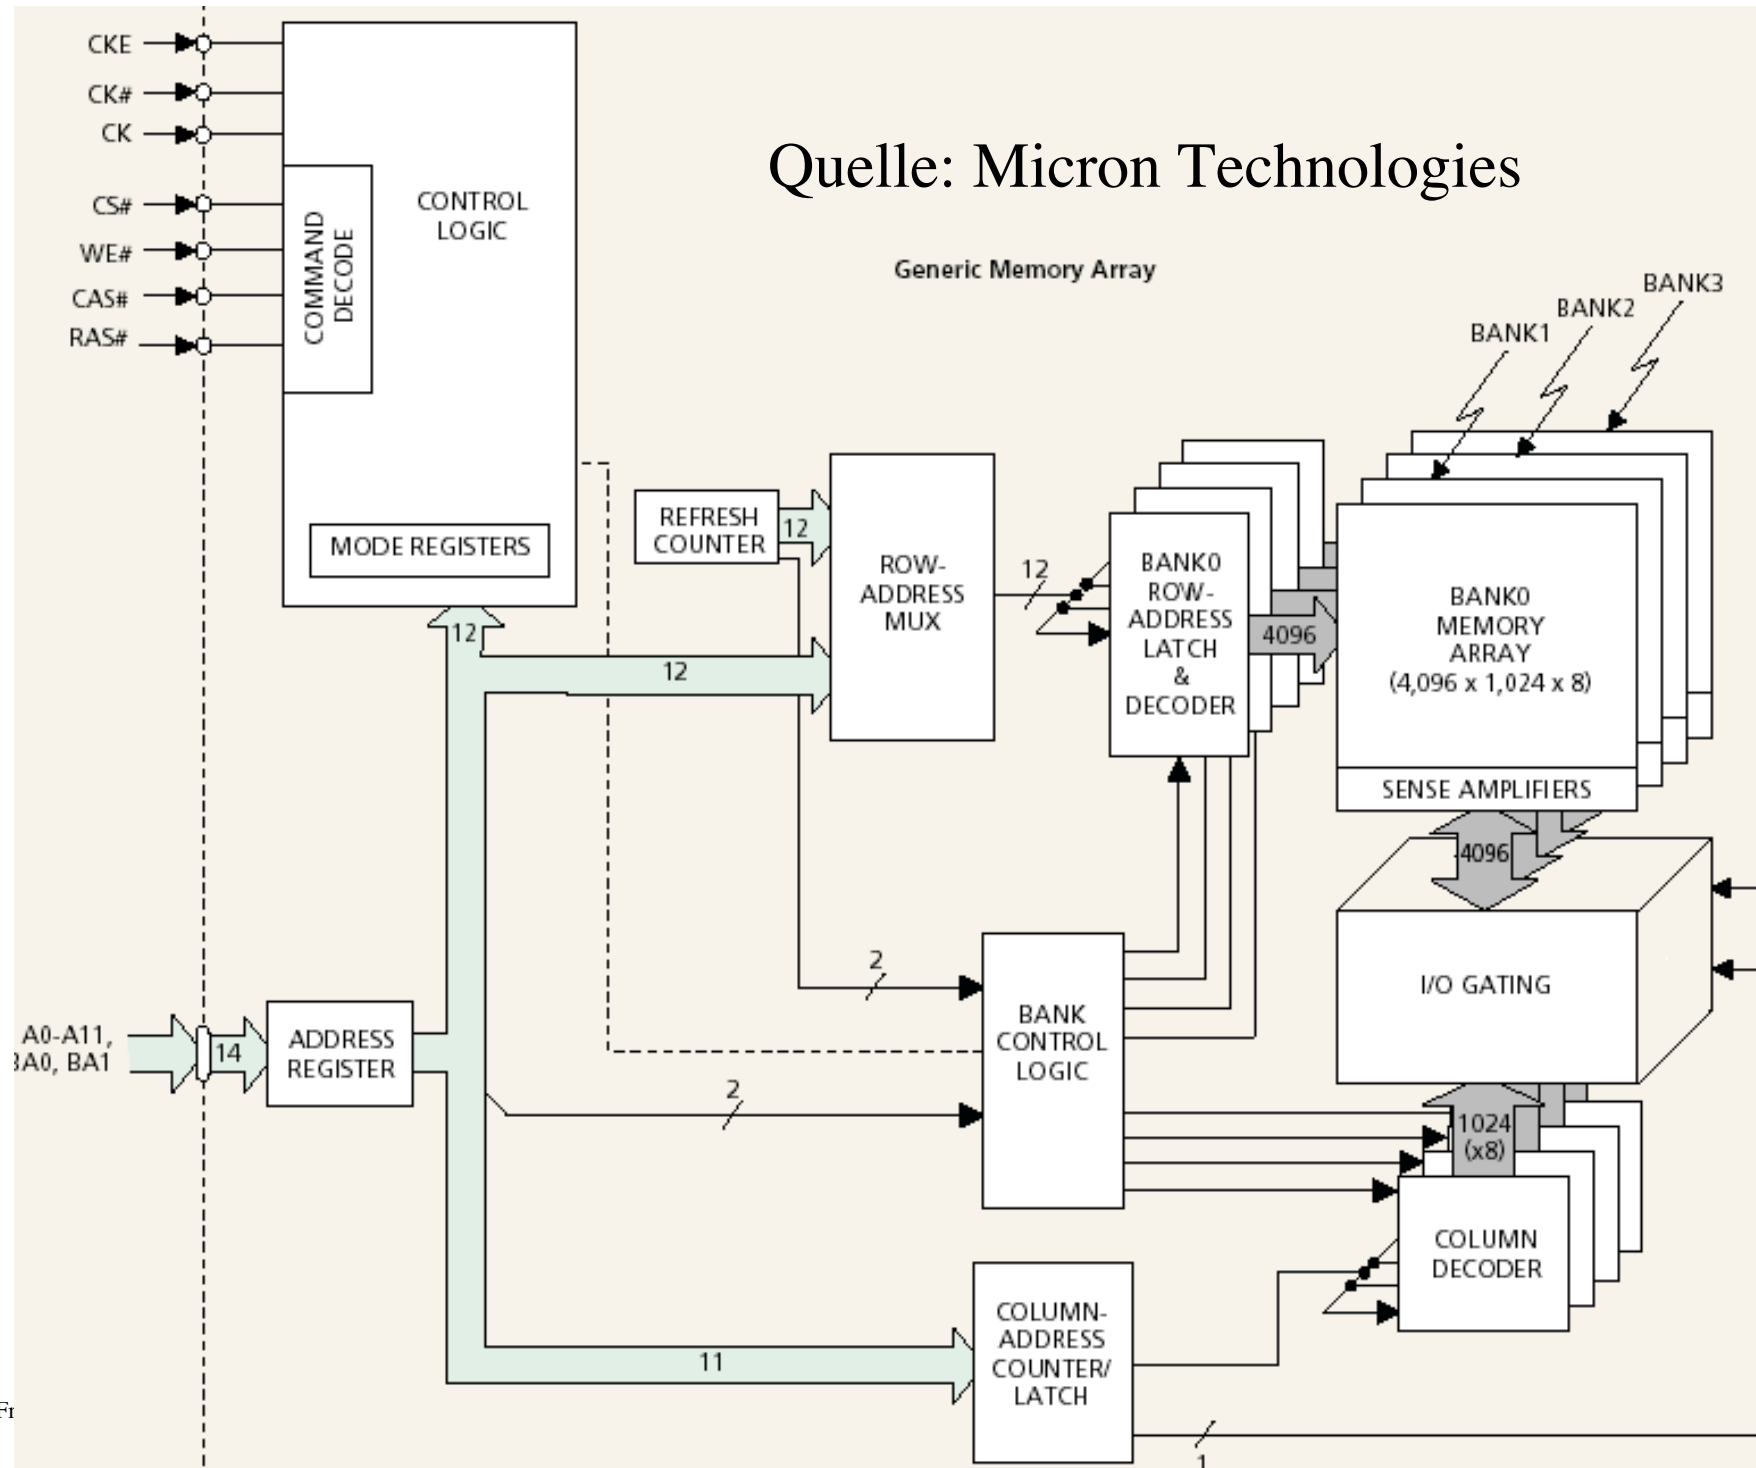 CKE
CK#
CK
CS#
WE#
CAS#
RAS#
COMMAND
DECODE
CONTROL
LOGIC
MODE REGISTERS
Quelle: Micron Technologies
Generic Memory Array
BANK1
BANK2
BANK3
REFRESH
COUNTER
12
ROW-
ADDRESS
MUX
12
BANK0
ROW-
ADDRESS
LATCH
&
DECODER
4096
BANK0
MEMORY
ARRAY
(4,096 x 1,024 x 8)
SENSE AMPLIFIERS
12
12
4096
I/O GATING
2
BANK
CONTROL
LOGIC
A0-A11,
BA0, BA1
14
ADDRESS
REGISTER
2
1024
(x8)
COLUMN
DECODER
COLUMN-
ADDRESS
COUNTER/
LATCH
11
1
Fr